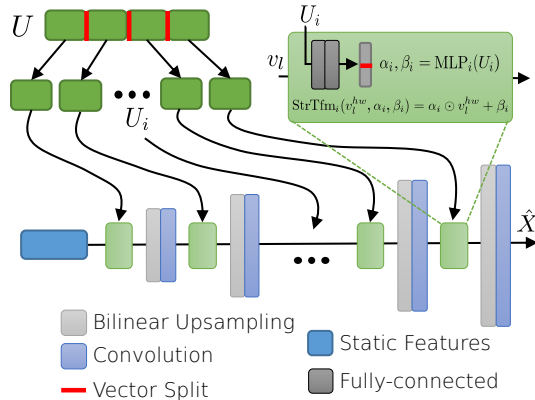 U
U_i
U_i
v_l
α_i, β_i = MLP_i(U_i)
StrTfm_i(v_l^{hw}, α_i, β_i) = α_i ⊙ v_l^{hw} + β_i
X̂
Bilinear Upsampling
Convolution
Vector Split
Static Features
Fully-connected